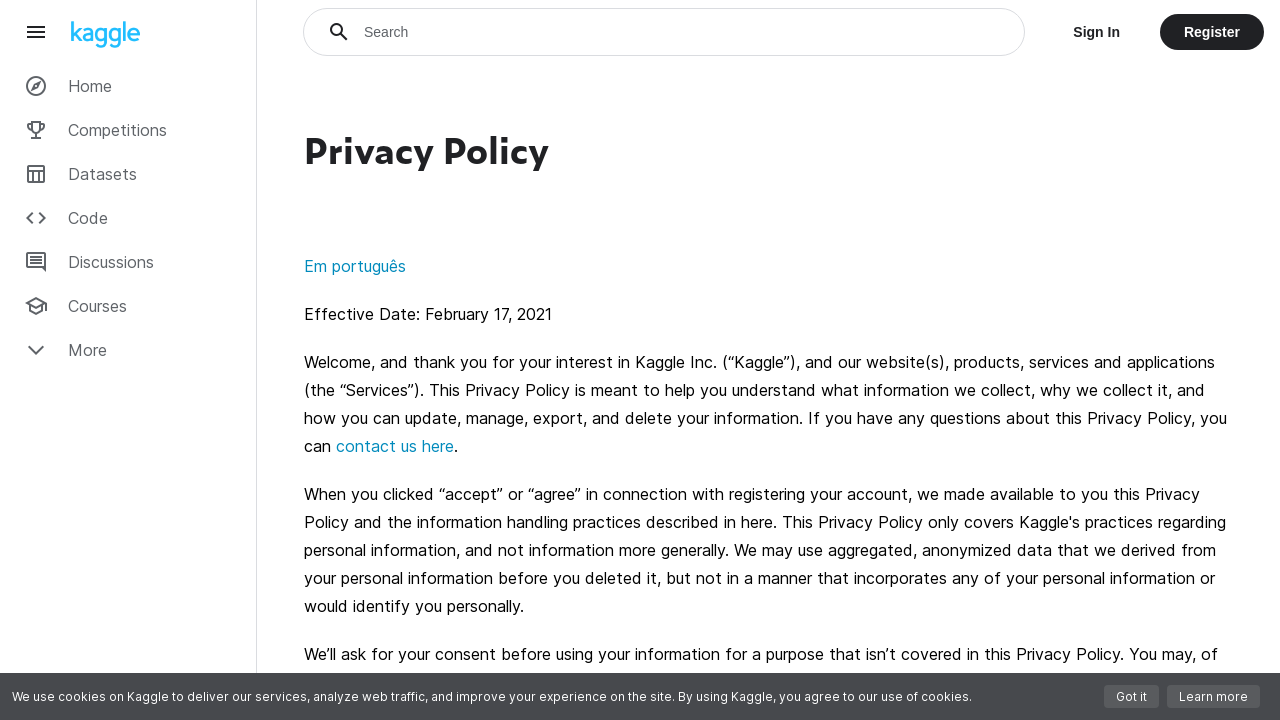 kaggle
Search
Sign In
Register
Home
Competitions
Datasets
Code
Discussions
Courses
More
Privacy Policy
Em português
Effective Date: February 17, 2021
Welcome, and thank you for your interest in Kaggle Inc. (“Kaggle”), and our website(s), products, services and applications
(the “Services”). This Privacy Policy is meant to help you understand what information we collect, why we collect it, and
how you can update, manage, export, and delete your information. If you have any questions about this Privacy Policy, you
can contact us here.
When you clicked “accept” or “agree” in connection with registering your account, we made available to you this Privacy
Policy and the information handling practices described in here. This Privacy Policy only covers Kaggle's practices regarding
personal information, and not information more generally. We may use aggregated, anonymized data that we derived from
your personal information before you deleted it, but not in a manner that incorporates any of your personal information or
would identify you personally.
We’ll ask for your consent before using your information for a purpose that isn’t covered in this Privacy Policy. You may, of
We use cookies on Kaggle to deliver our services, analyze web traffic, and improve your experience on the site. By using Kaggle, you agree to our use of cookies.
Got it
Learn more